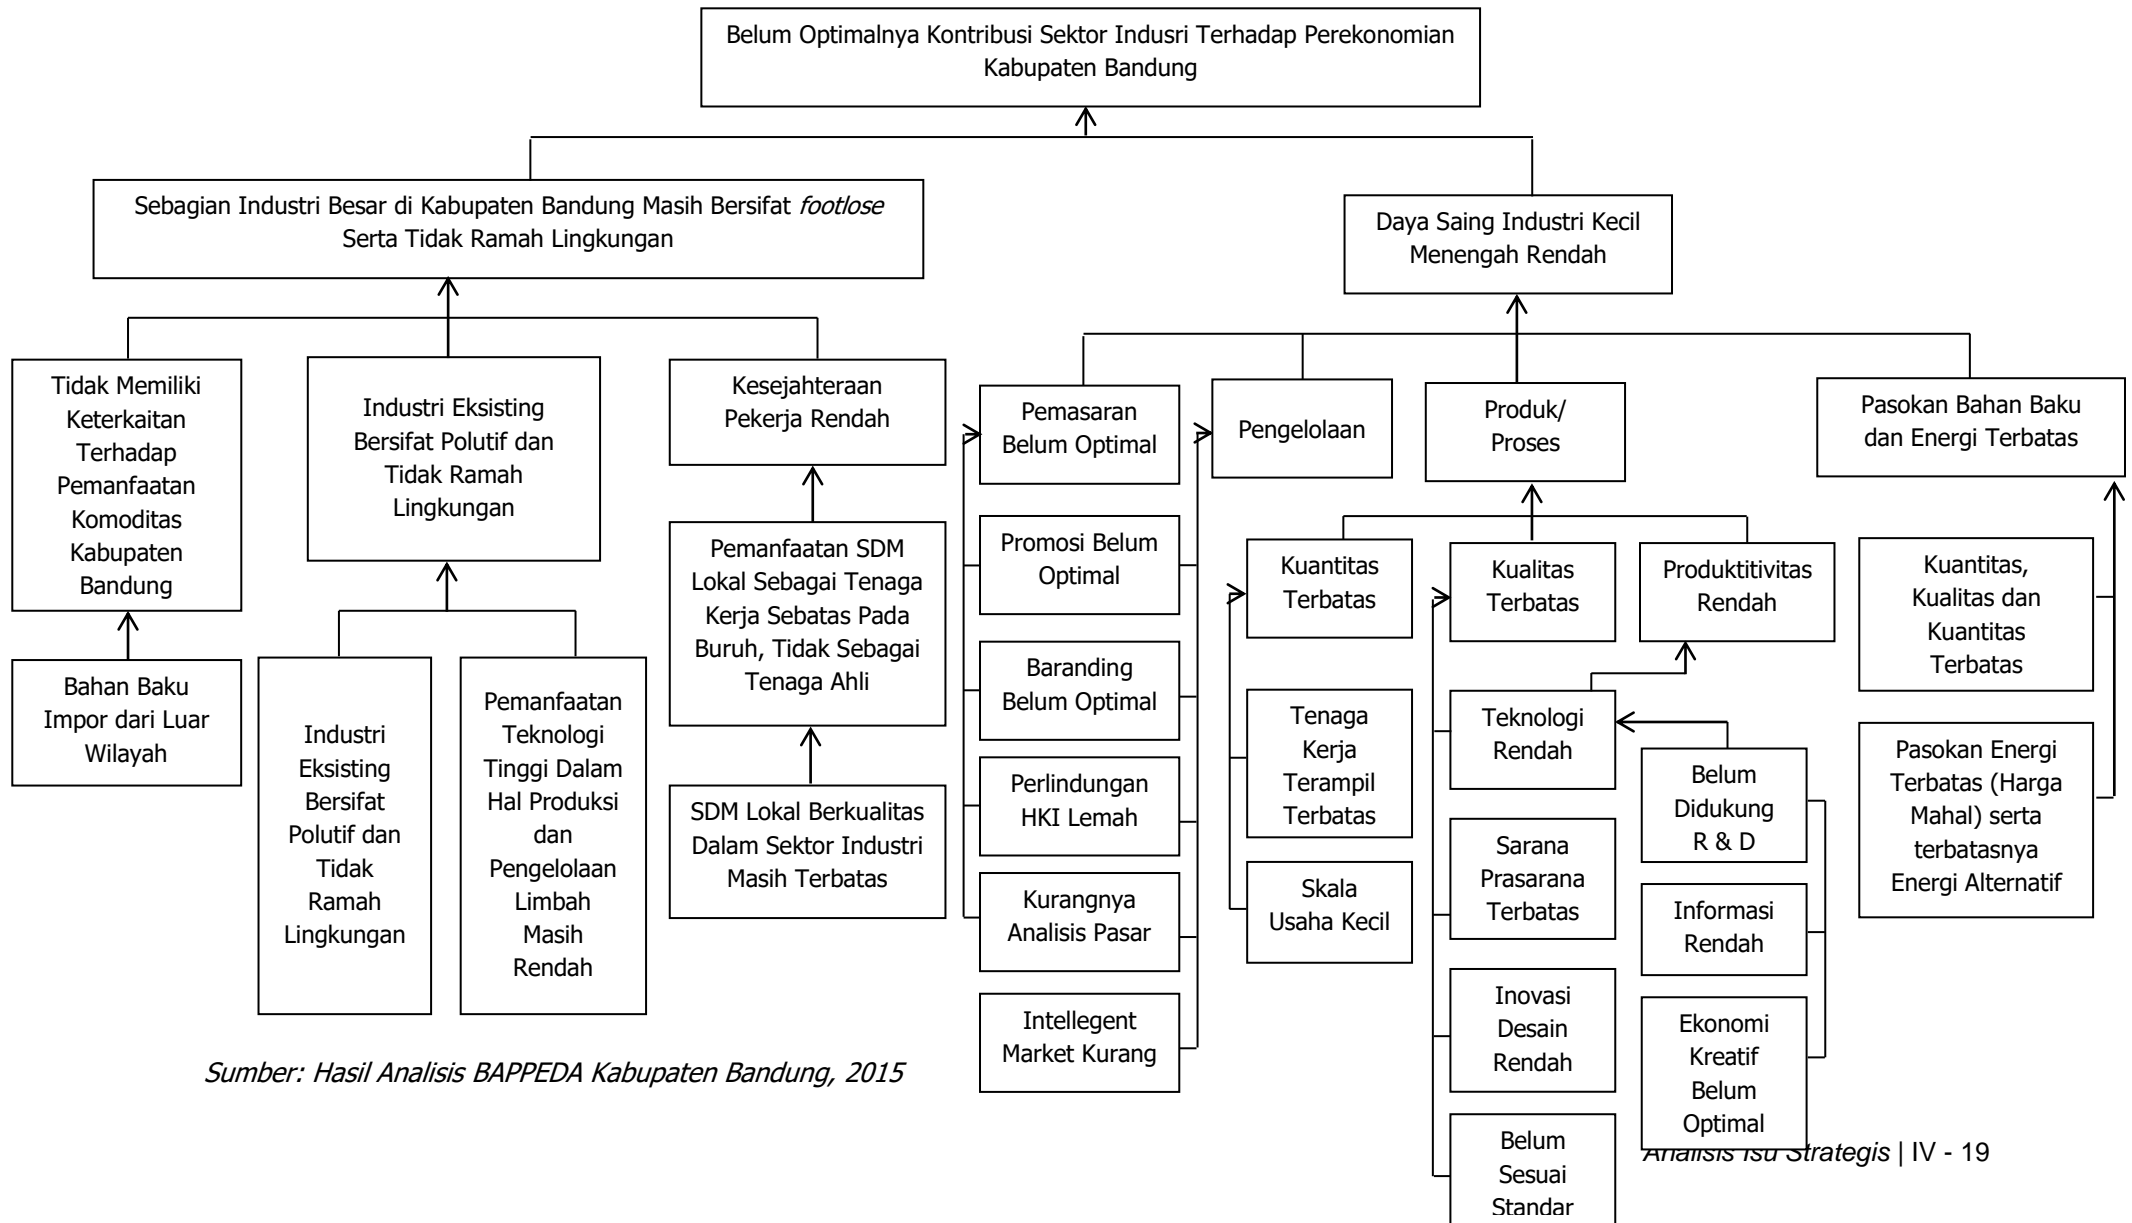 Belum Optimalnya Kontribusi Sektor Indusri Terhadap Perekonomian
Kabupaten Bandung
Sebagian Industri Besar di Kabupaten Bandung Masih Bersifat footlose
Serta Tidak Ramah Lingkungan
Daya Saing Industri Kecil
Menengah Rendah
Tidak Memiliki
Keterkaitan
Terhadap
Pemanfaatan
Komoditas
Kabupaten
Bandung
Industri Eksisting
Bersifat Polutif dan
Tidak Ramah
Lingkungan
Kesejahteraan
Pekerja Rendah
Pemasaran
Belum Optimal
Pengelolaan
Produk/
Proses
Pasokan Bahan Baku
dan Energi Terbatas
Bahan Baku
Impor dari Luar
Wilayah
Industri
Eksisting
Bersifat
Polutif dan
Tidak
Ramah
Lingkungan
Pemanfaatan
Teknologi
Tinggi Dalam
Hal Produksi
dan
Pengelolaan
Limbah
Masih
Rendah
Pemanfaatan SDM
Lokal Sebagai Tenaga
Kerja Sebatas Pada
Buruh, Tidak Sebagai
Tenaga Ahli
SDM Lokal Berkualitas
Dalam Sektor Industri
Masih Terbatas
Promosi Belum
Optimal
Baranding
Belum Optimal
Perlindungan
HKI Lemah
Kurangnya
Analisis Pasar
Intellegent
Market Kurang
Kuantitas
Terbatas
Tenaga
Kerja
Terampil
Terbatas
Skala
Usaha Kecil
Kualitas
Terbatas
Teknologi
Rendah
Sarana
Prasarana
Terbatas
Inovasi
Desain
Rendah
Belum
Sesuai
Standar
Produktitivitas
Rendah
Belum
Didukung
R & D
Informasi
Rendah
Ekonomi
Kreatif
Belum
Optimal
Kuantitas,
Kualitas dan
Kuantitas
Terbatas
Pasokan Energi
Terbatas (Harga
Mahal) serta
terbatasnya
Energi Alternatif
Sumber: Hasil Analisis BAPPEDA Kabupaten Bandung, 2015
Analisis Isu Strategis | IV - 19